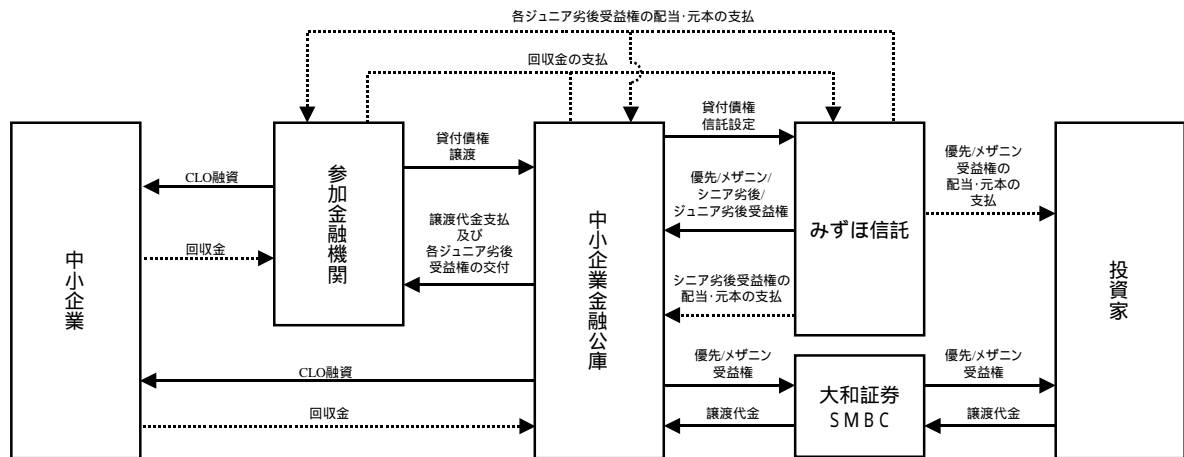 各ジュニア劣後受益権の配当･元本の支払
回収金の支払
中小企業
CLO融資
回収金
参加金融機関
貸付債権
譲渡
譲渡代金支払
及び
各ジュニア劣後
受益権の交付
CLO融資
回収金
中小企業金融公庫
貸付債権
信託設定
優先/メザニン/
シニア劣後/
ジュニア劣後受益権
シニア劣後受益権の
配当･元本の支払
優先/メザニン
受益権
譲渡代金
みずほ信託
大和証券
ＳＭＢＣ
優先/メザニン
受益権の
配当･元本の
支払
優先/メザニン
受益権
譲渡代金
投資家